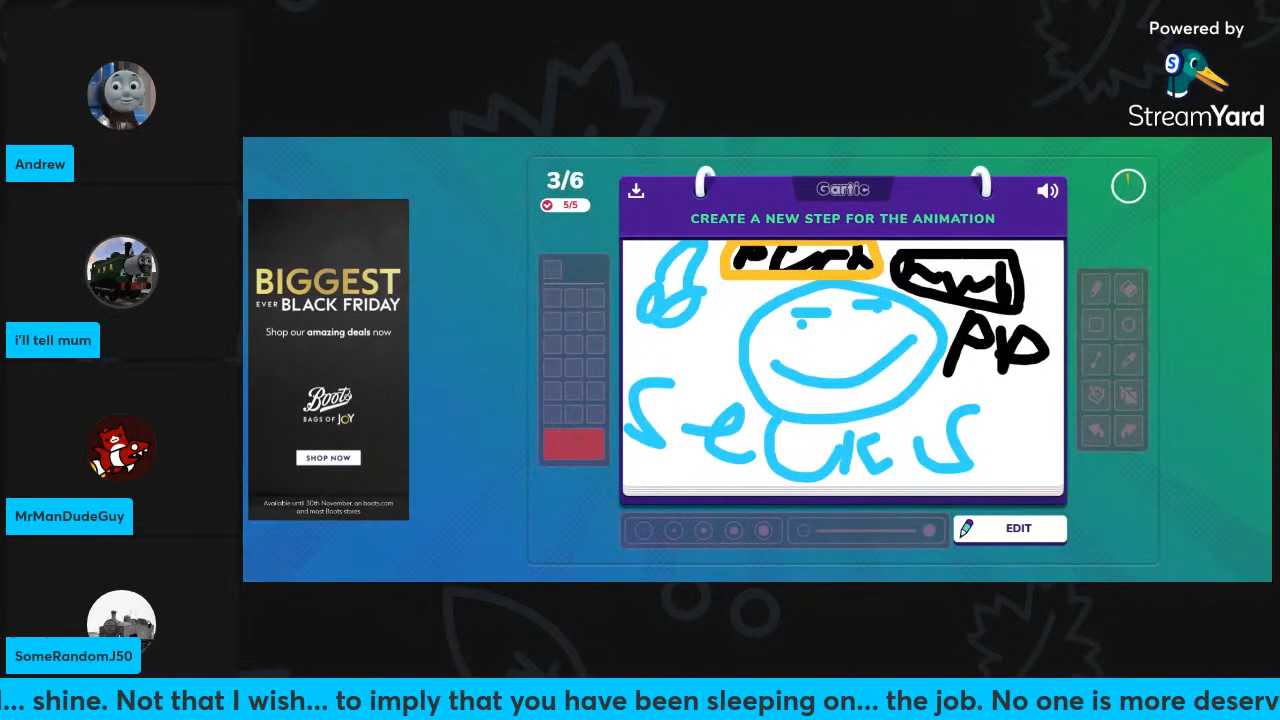 Powered by
StreamYard
Andrew
i'll tell mum
MrManDudeGuy
SomeRandomJ50
BIGGEST
EVER BLACK FRIDAY
Shop our amazing deals now
Boots
BAGS OF JOY
SHOP NOW
Available until 30th November, on boots.com
and most Boots stores
3/6
5/5
Gartic
CREATE A NEW STEP FOR THE ANIMATION
EDIT
... shine. Not that I wish... to imply that you have been sleeping on... the job. No one is more